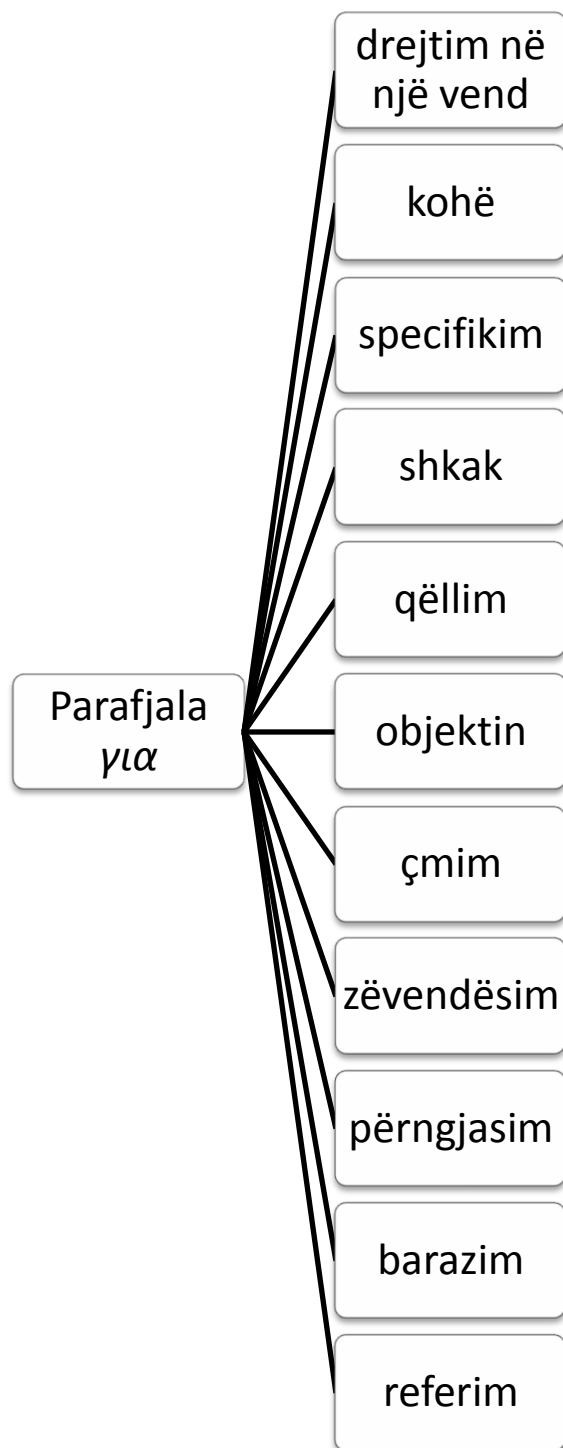 drejtim në
një vend
kohë
specifikim
shkak
qëllim
Parafjala
για
objektin
çmim
zëvendësim
përngjasim
barazim
referim